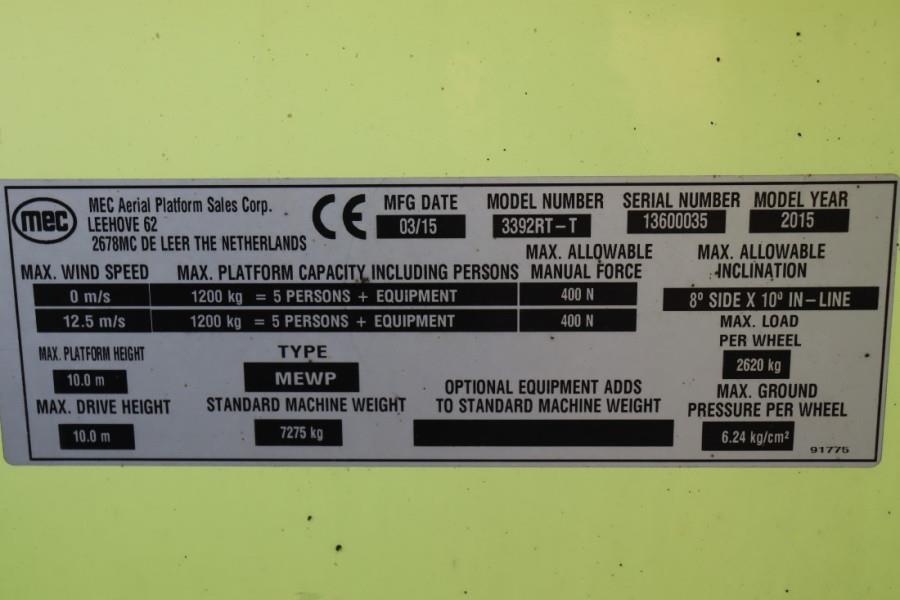 mec
MEC Aerial Platform Sales Corp.
LEEHOVE 62
2678MC DE LEER THE NETHERLANDS
CE
MFG DATE
03/15
MODEL NUMBER
3392RT-T
SERIAL NUMBER
13600035
MODEL YEAR
2015
MAX. WIND SPEED MAX. PLATFORM CAPACITY INCLUDING PERSONS MAX. ALLOWABLE MANUAL FORCE
0 m/s 1200 kg = 5 PERSONS + EQUIPMENT 400 N
12.5 m/s 1200 kg = 5 PERSONS + EQUIPMENT 400 N
MAX. ALLOWABLE
INCLINATION
8º SIDE X 10º IN-LINE
MAX. LOAD
PER WHEEL
2620 kg
MAX. PLATFORM HEIGHT
10.0 m
TYPE
MEWP
MAX. DRIVE HEIGHT
10.0 m
STANDARD MACHINE WEIGHT
7275 kg
OPTIONAL EQUIPMENT ADDS
TO STANDARD MACHINE WEIGHT
MAX. GROUND
PRESSURE PER WHEEL
6.24 kg/cm²
91775